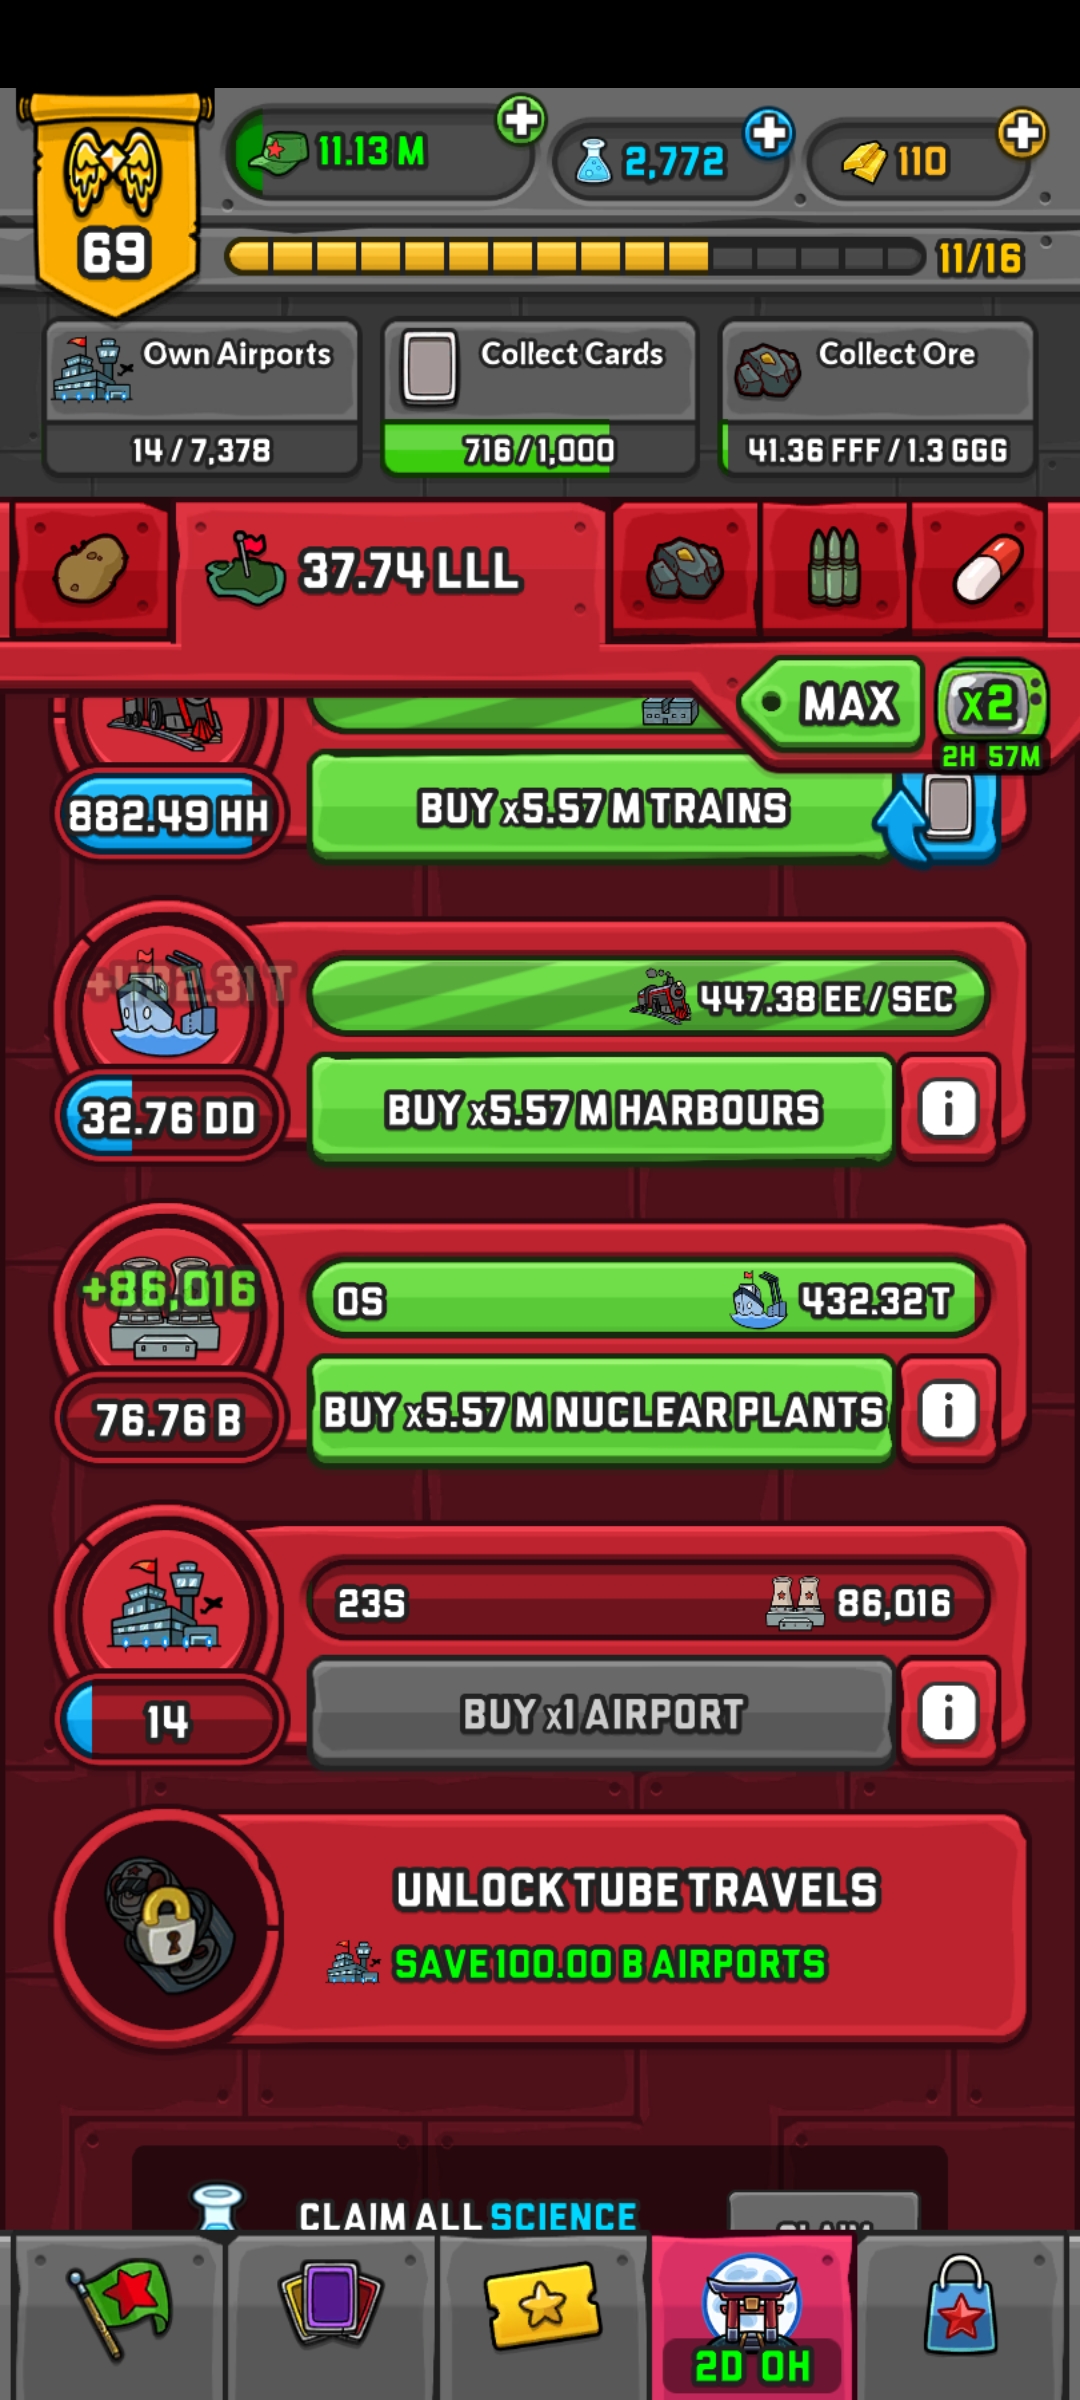 11.13 M
2,772
110
69
11/16
Own Airports
14 / 7,378
Collect Cards
716 / 1,000
Collect Ore
41.36 FFF / 1.3 GGG
37.74 LLL
MAX
x2
2H 57M
882.49 HH
BUY x5.57 M TRAINS
+432.31 T
447.38 EE / SEC
32.76 DD
BUY x5.57 M HARBOURS
+86,016
0S
432.32 T
76.76 B
BUY x5.57 M NUCLEAR PLANTS
23S
86,016
14
BUY x1 AIRPORT
UNLOCK TUBE TRAVELS
SAVE 100.00 B AIRPORTS
CLAIM ALL SCIENCE
CLAIM
2D 0H